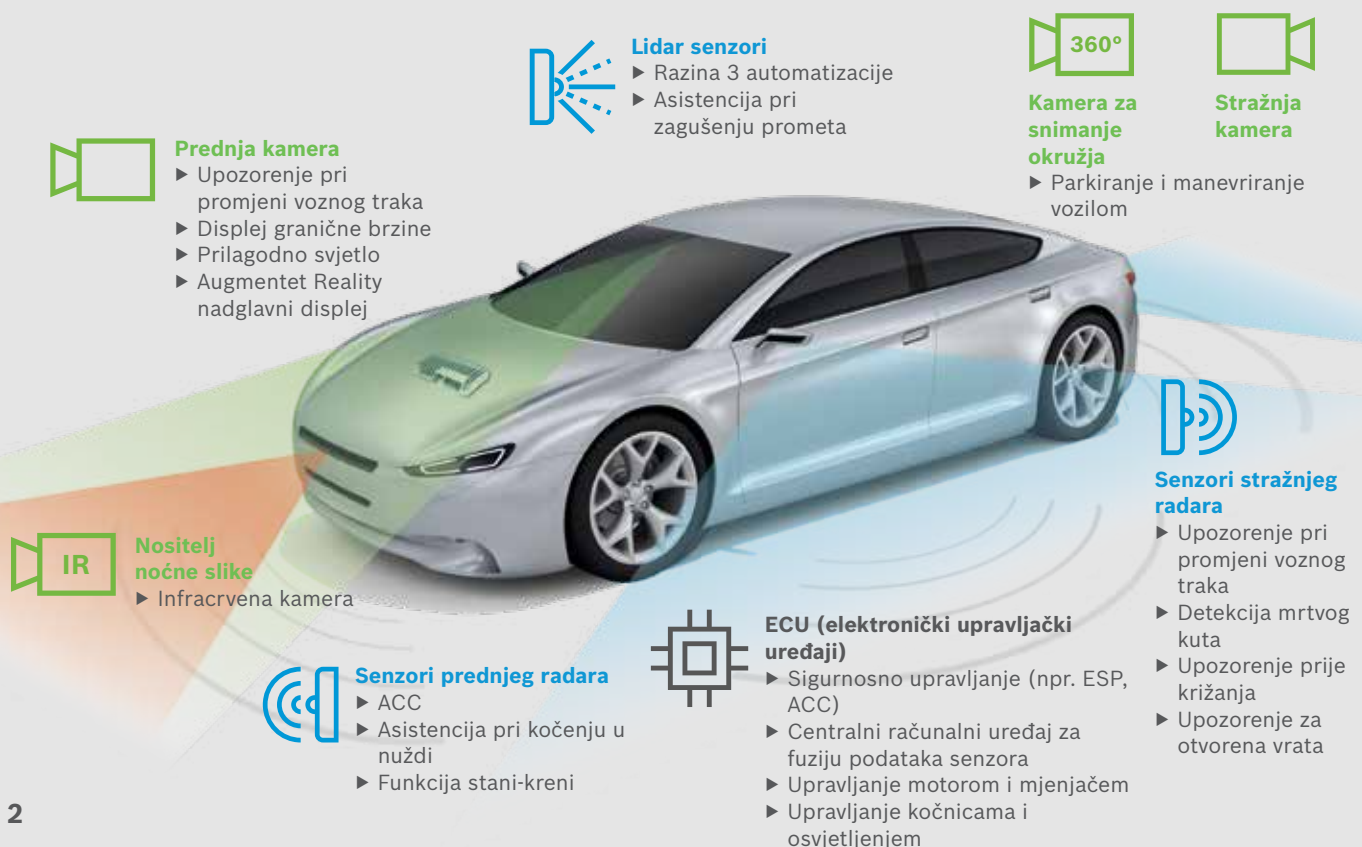 Lidar senzori
▶ Razina 3 automatizacije
▶ Asistencija pri
zagušenju prometa
360°
Kamera za
snimanje
okružja
▶ Parkiranje i manevriranje
vozilom
Stražnja
kamera
Prednja kamera
▶ Upozorenje pri
promjeni voznog traka
▶ Displej granične brzine
▶ Prilagodno svjetlo
▶ Augmentet Reality
nadglavni displej
Senzori stražnjeg
radara
▶ Upozorenje pri
promjeni voznog
traka
▶ Detekcija mrtvog
kuta
▶ Upozorenje prije
križanja
▶ Upozorenje za
otvorena vrata
IR
Nositelj
noćne slike
▶ Infracrvena kamera
Senzori prednjeg radara
▶ ACC
▶ Asistencija pri kočenju u
nuždi
▶ Funkcija stani-kreni
ECU (elektronički upravljački
uređaji)
▶ Sigurnosno upravljanje (npr. ESP,
ACC)
▶ Centralni računalni uređaj za
fuziju podataka senzora
▶ Upravljanje motorom i mjenjačem
▶ Upravljanje kočnicama i
osvjetljenjem
2